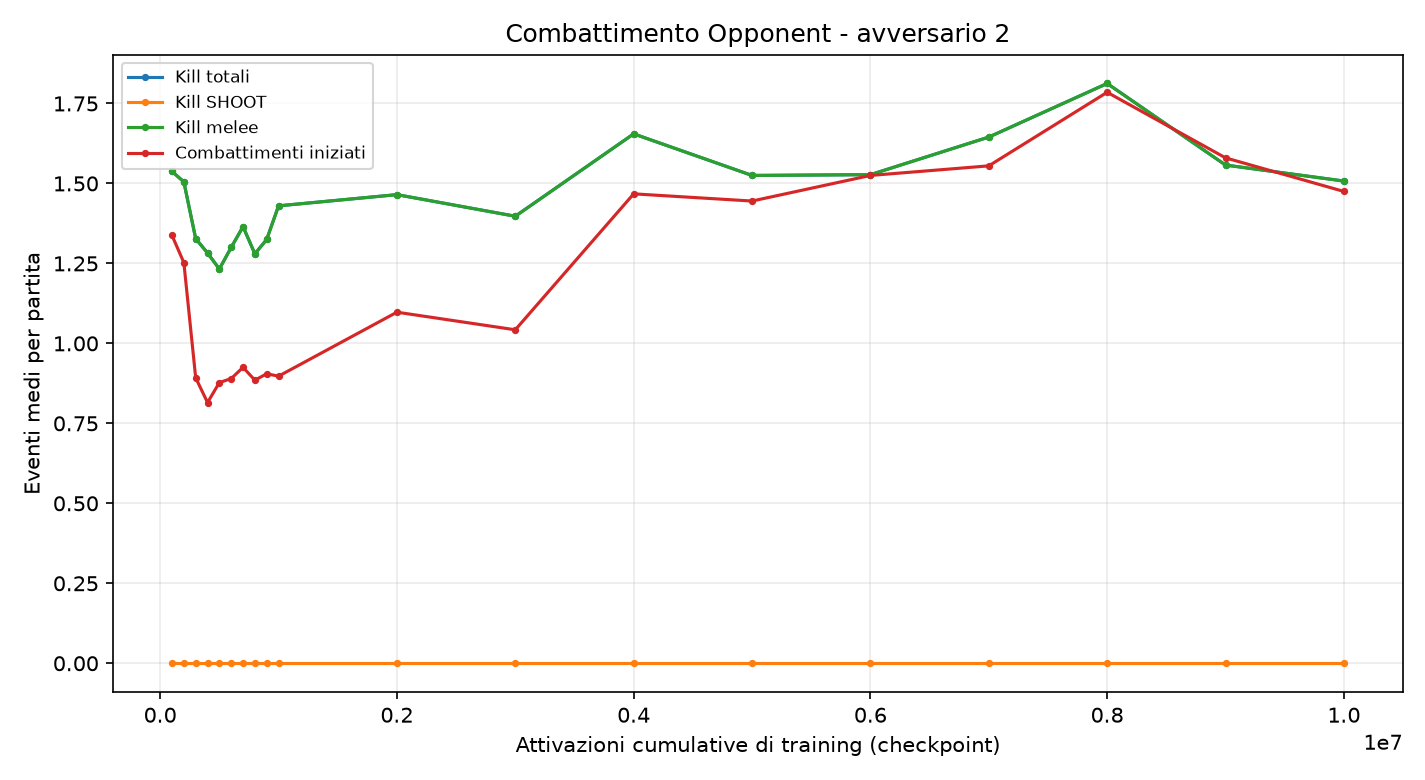 Combattimento Opponent - avversario 2
Kill totali
Kill SHOOT
Kill melee
Combattimenti iniziati
1.75
1.50
1.25
1.00
0.75
0.50
0.25
0.00
Eventi medi per partita
0.0 0.2 0.4 0.6 0.8 1.0
1e7
Attivazioni cumulative di training (checkpoint)